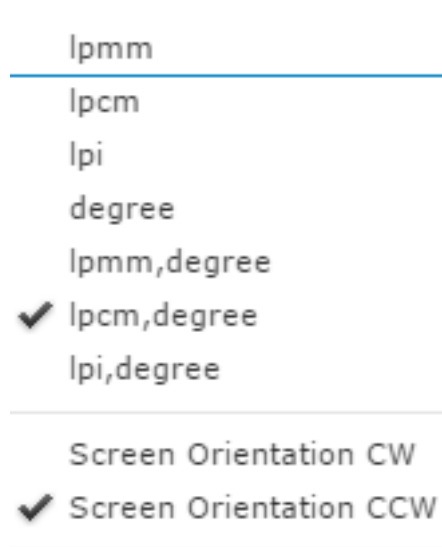 lpmm
lpcm
lpi
degree
lpmm,degree
lpcm,degree
lpi,degree
Screen Orientation CW
Screen Orientation CCW